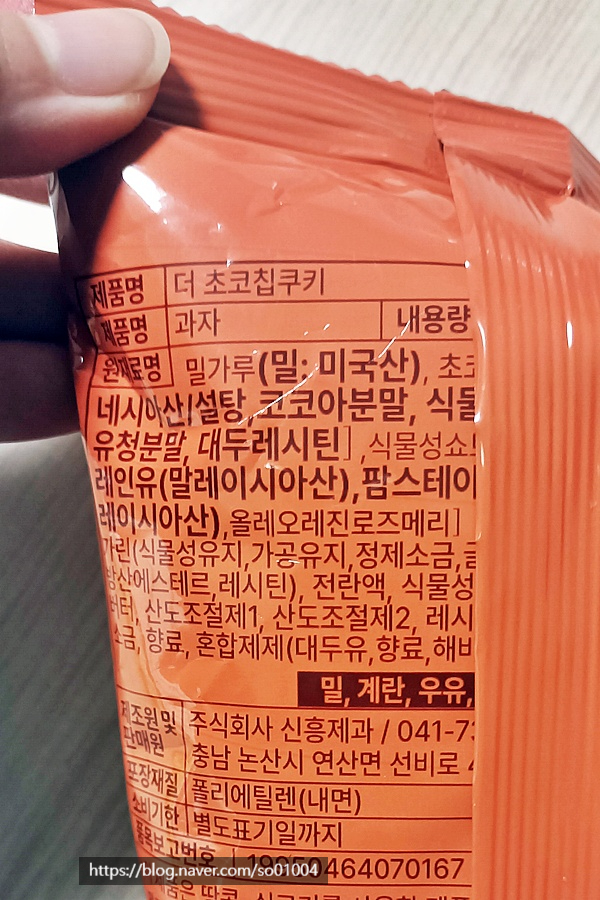 제품명 더 초코칩쿠키
제품명 과자 내용량
원재료명 밀가루(밀: 미국산), 초코
네시아산/설탕,코코아분말, 식물
유청분말, 대두레시틴], 식물성쇼
레인유(말레이시아산),팜스테아
레이시아산),올레오레진로즈메리]
가린(식물성유지,가공유지,정제소금,글
방산에스테르,레시틴), 전란액, 식물성
산도조절제1, 산도조절제2, 레시
소금, 향료, 혼합제제(대두유,향료,해바
밀, 계란, 우유,
제조원 및 판매원 주식회사 신흥제과 / 041-73
충남 논산시 연산면 선비로
포장재질 폴리에틸렌(내면)
소비기한 별도표기일까지
품목보고번호 19950464070167
https://blog.naver.com/so01004